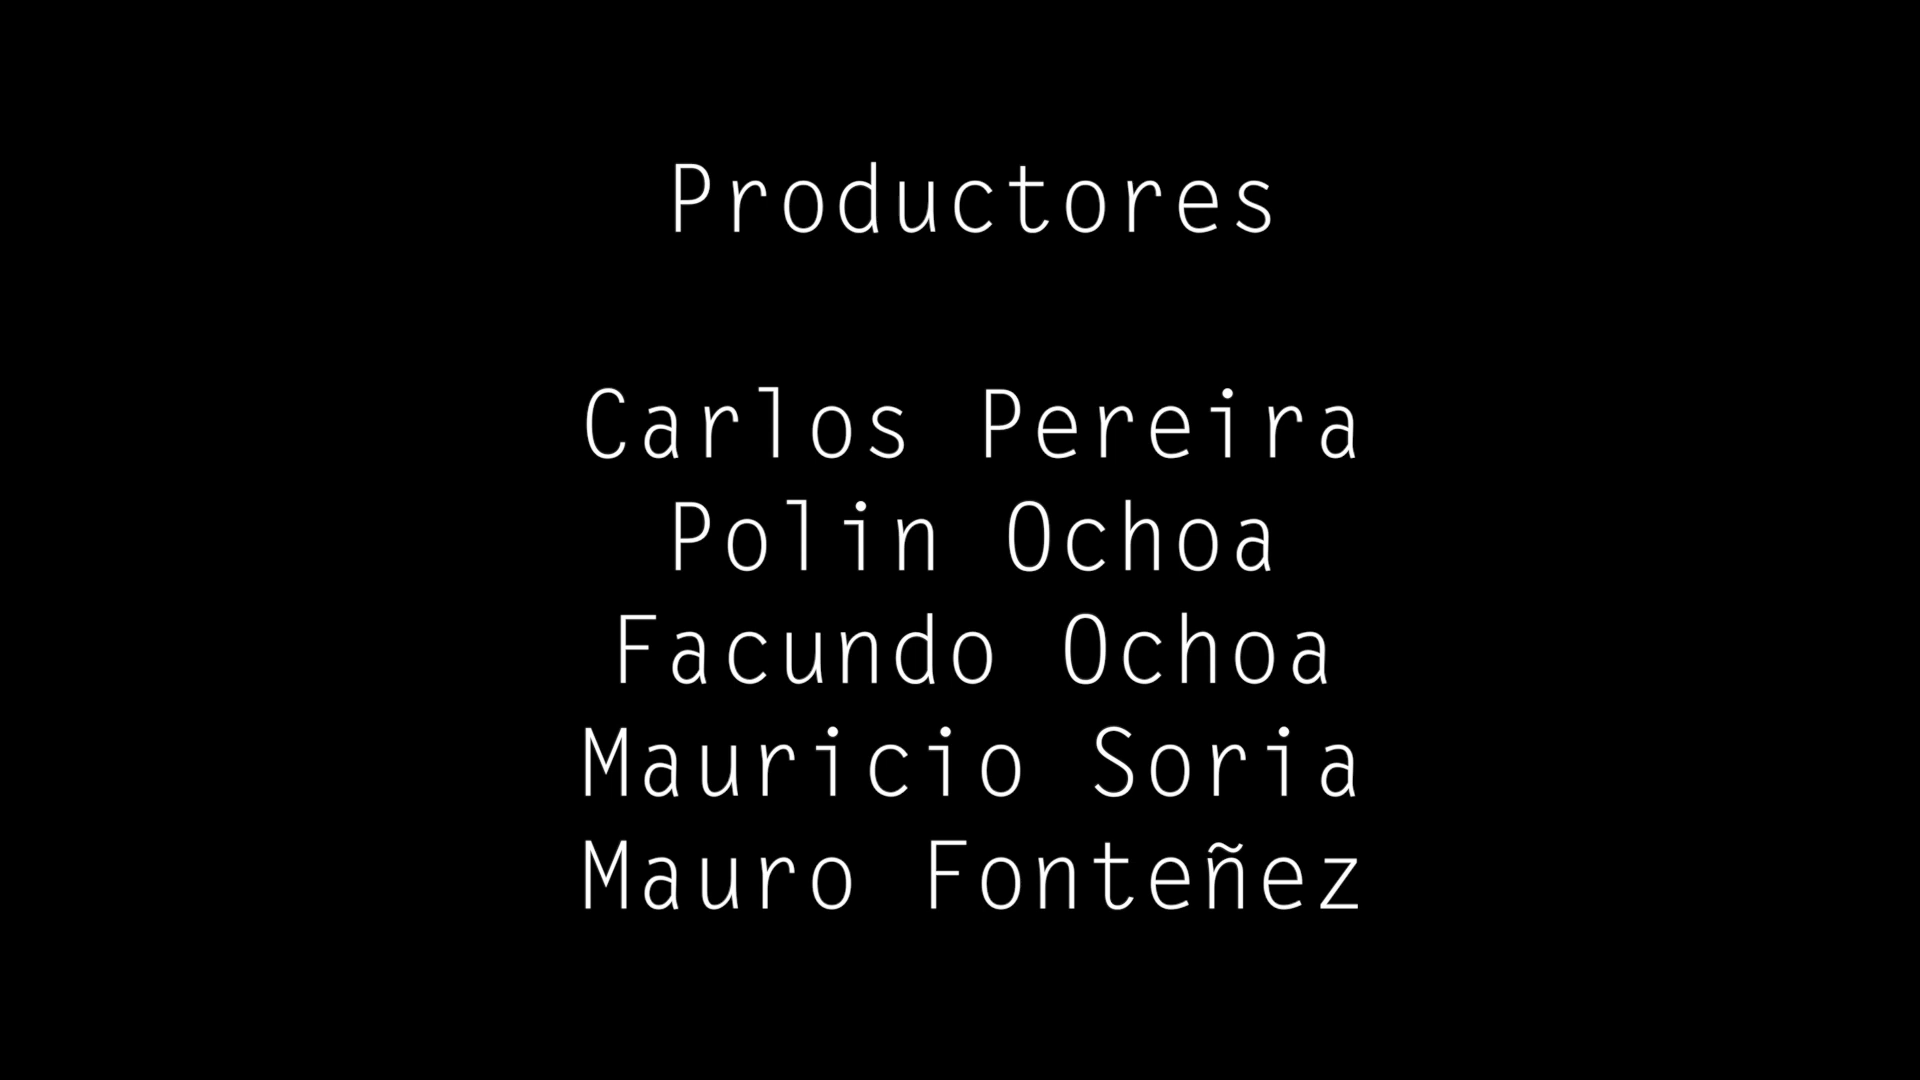 Productores
Carlos Pereira
Polin Ochoa
Facundo Ochoa
Mauricio Soria
Mauro Fonteñez